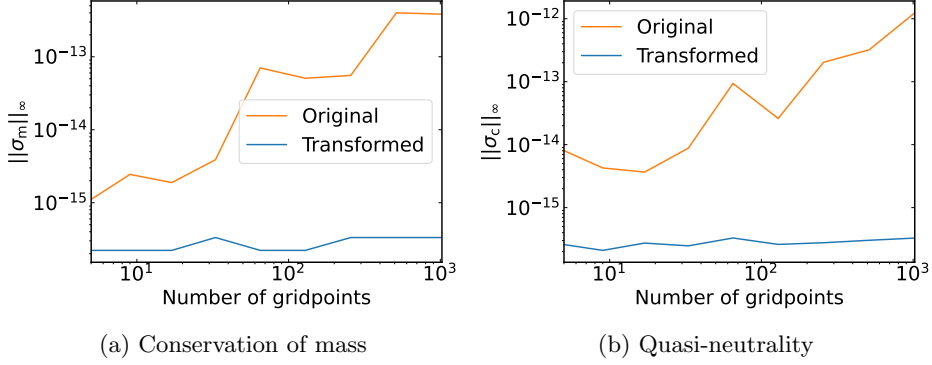 10^{-13}
10^{-14}
10^{-15}
||σ_m||_∞
Original
Transformed
10^1
10^2
10^3
Number of gridpoints
(a) Conservation of mass
10^{-12}
10^{-13}
10^{-14}
10^{-15}
||σ_c||_∞
Original
Transformed
10^1
10^2
10^3
Number of gridpoints
(b) Quasi-neutrality